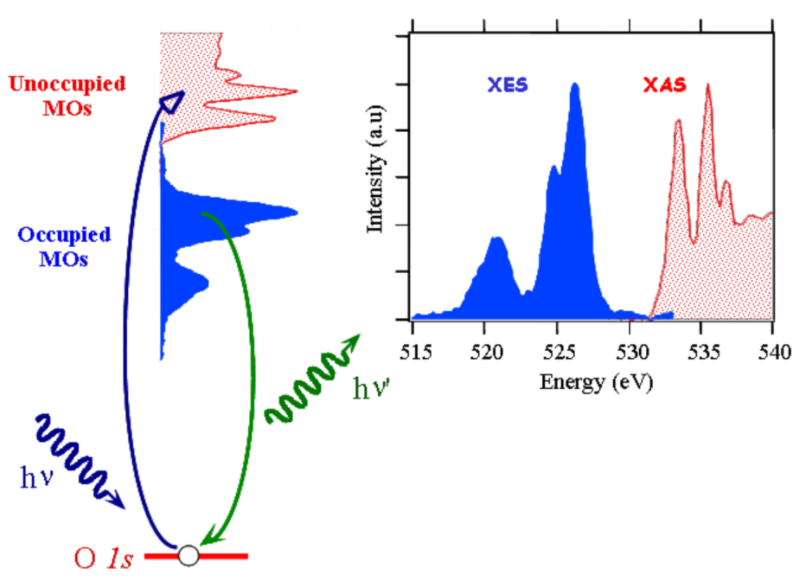 Unoccupied
MOs
Occupied
MOs
hν
hν'
O 1s
XES
XAS
Intensity (a.u)
515 520 525 530 535 540
Energy (eV)